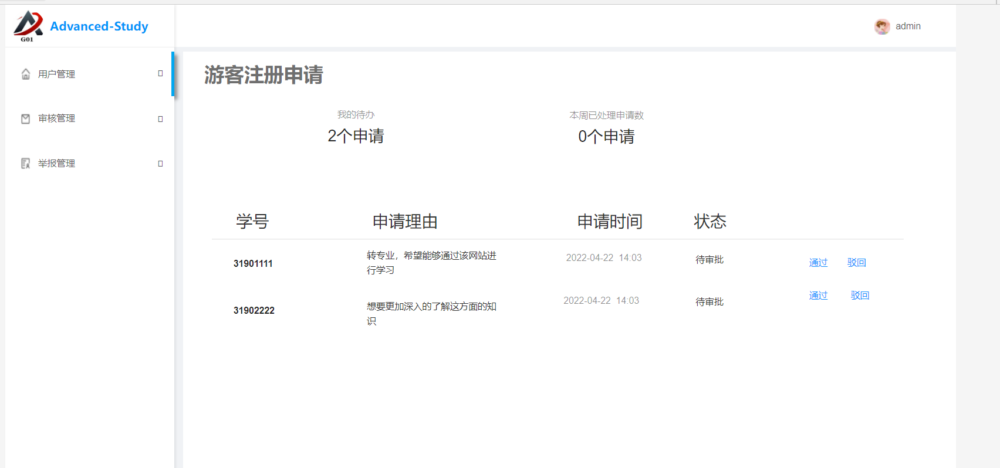 G01
Advanced-Study
admin
用户管理
审核管理
举报管理
游客注册申请
我的待办
2个申请
本周已处理申请数
0个申请
学号 申请理由 申请时间 状态
31901111
转专业，希望能够通过该网站进
行学习
2022-04-22 14:03
待审批
通过 驳回
31902222
想要更加深入的了解这方面的知
识
2022-04-22 14:03
待审批
通过 驳回